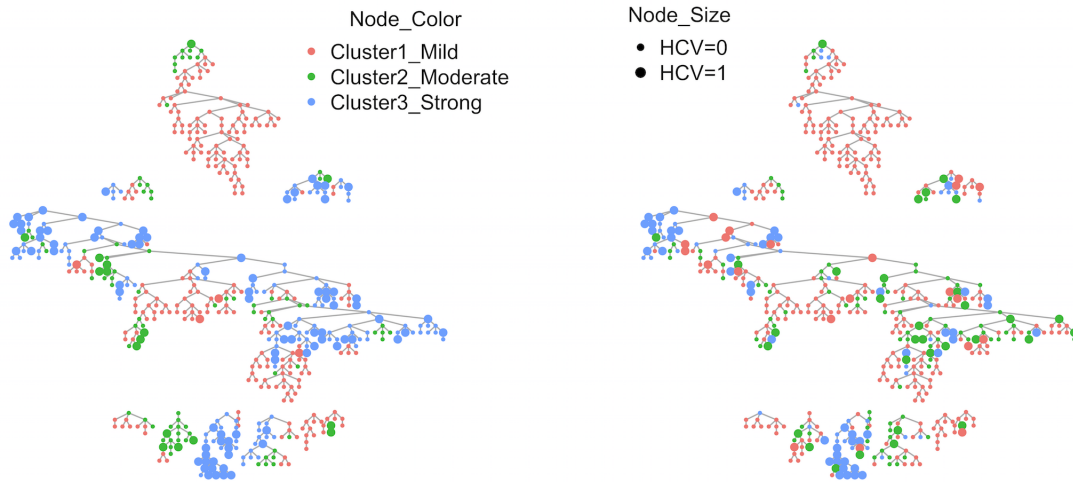 Node_Color
Cluster1_Mild
Cluster2_Moderate
Cluster3_Strong
Node_Size
HCV=0
HCV=1